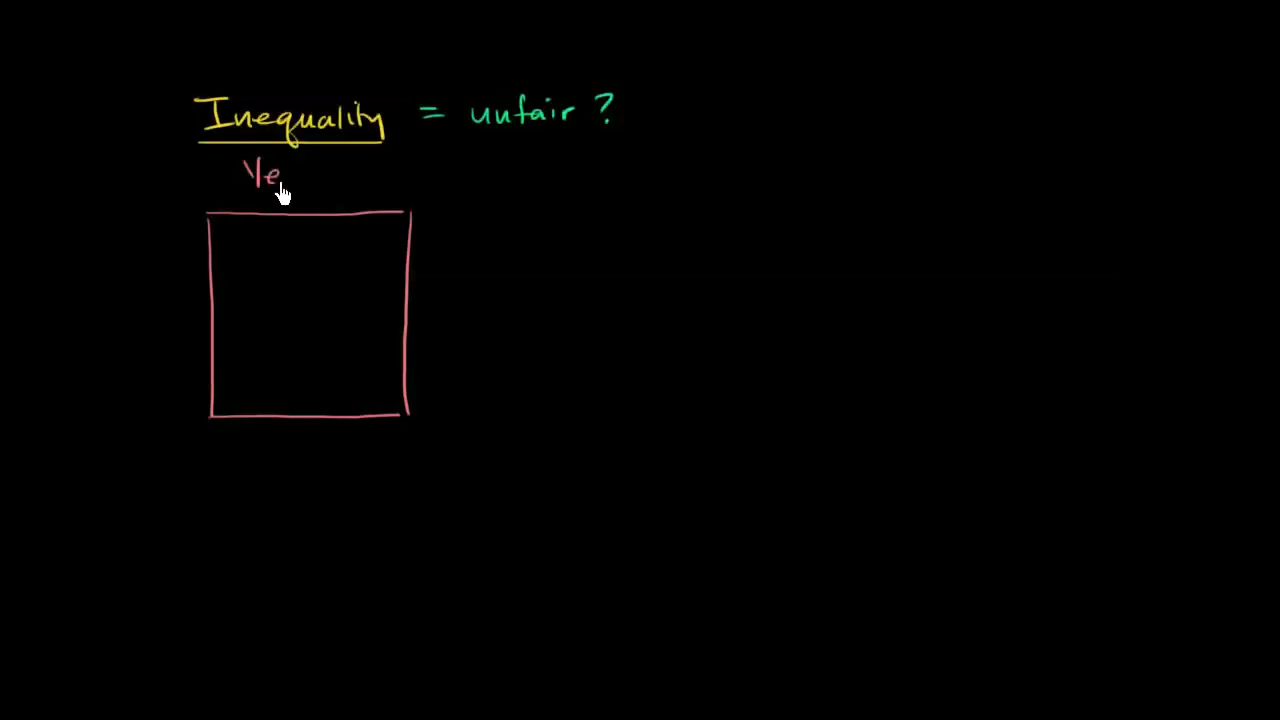 Inequality = unfair ?
Ye